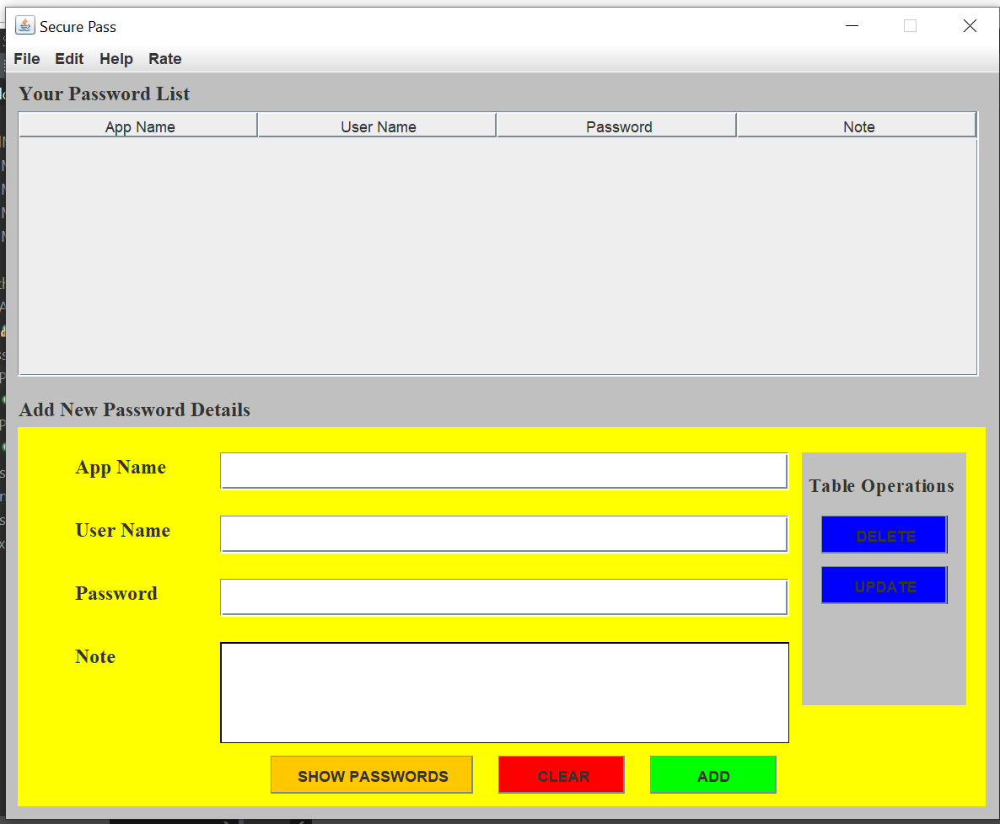 Secure Pass
File Edit Help Rate
Your Password List
App Name User Name Password Note
Add New Password Details
App Name
Table Operations
User Name
DELETE
Password
UPDATE
Note
SHOW PASSWORDS CLEAR ADD